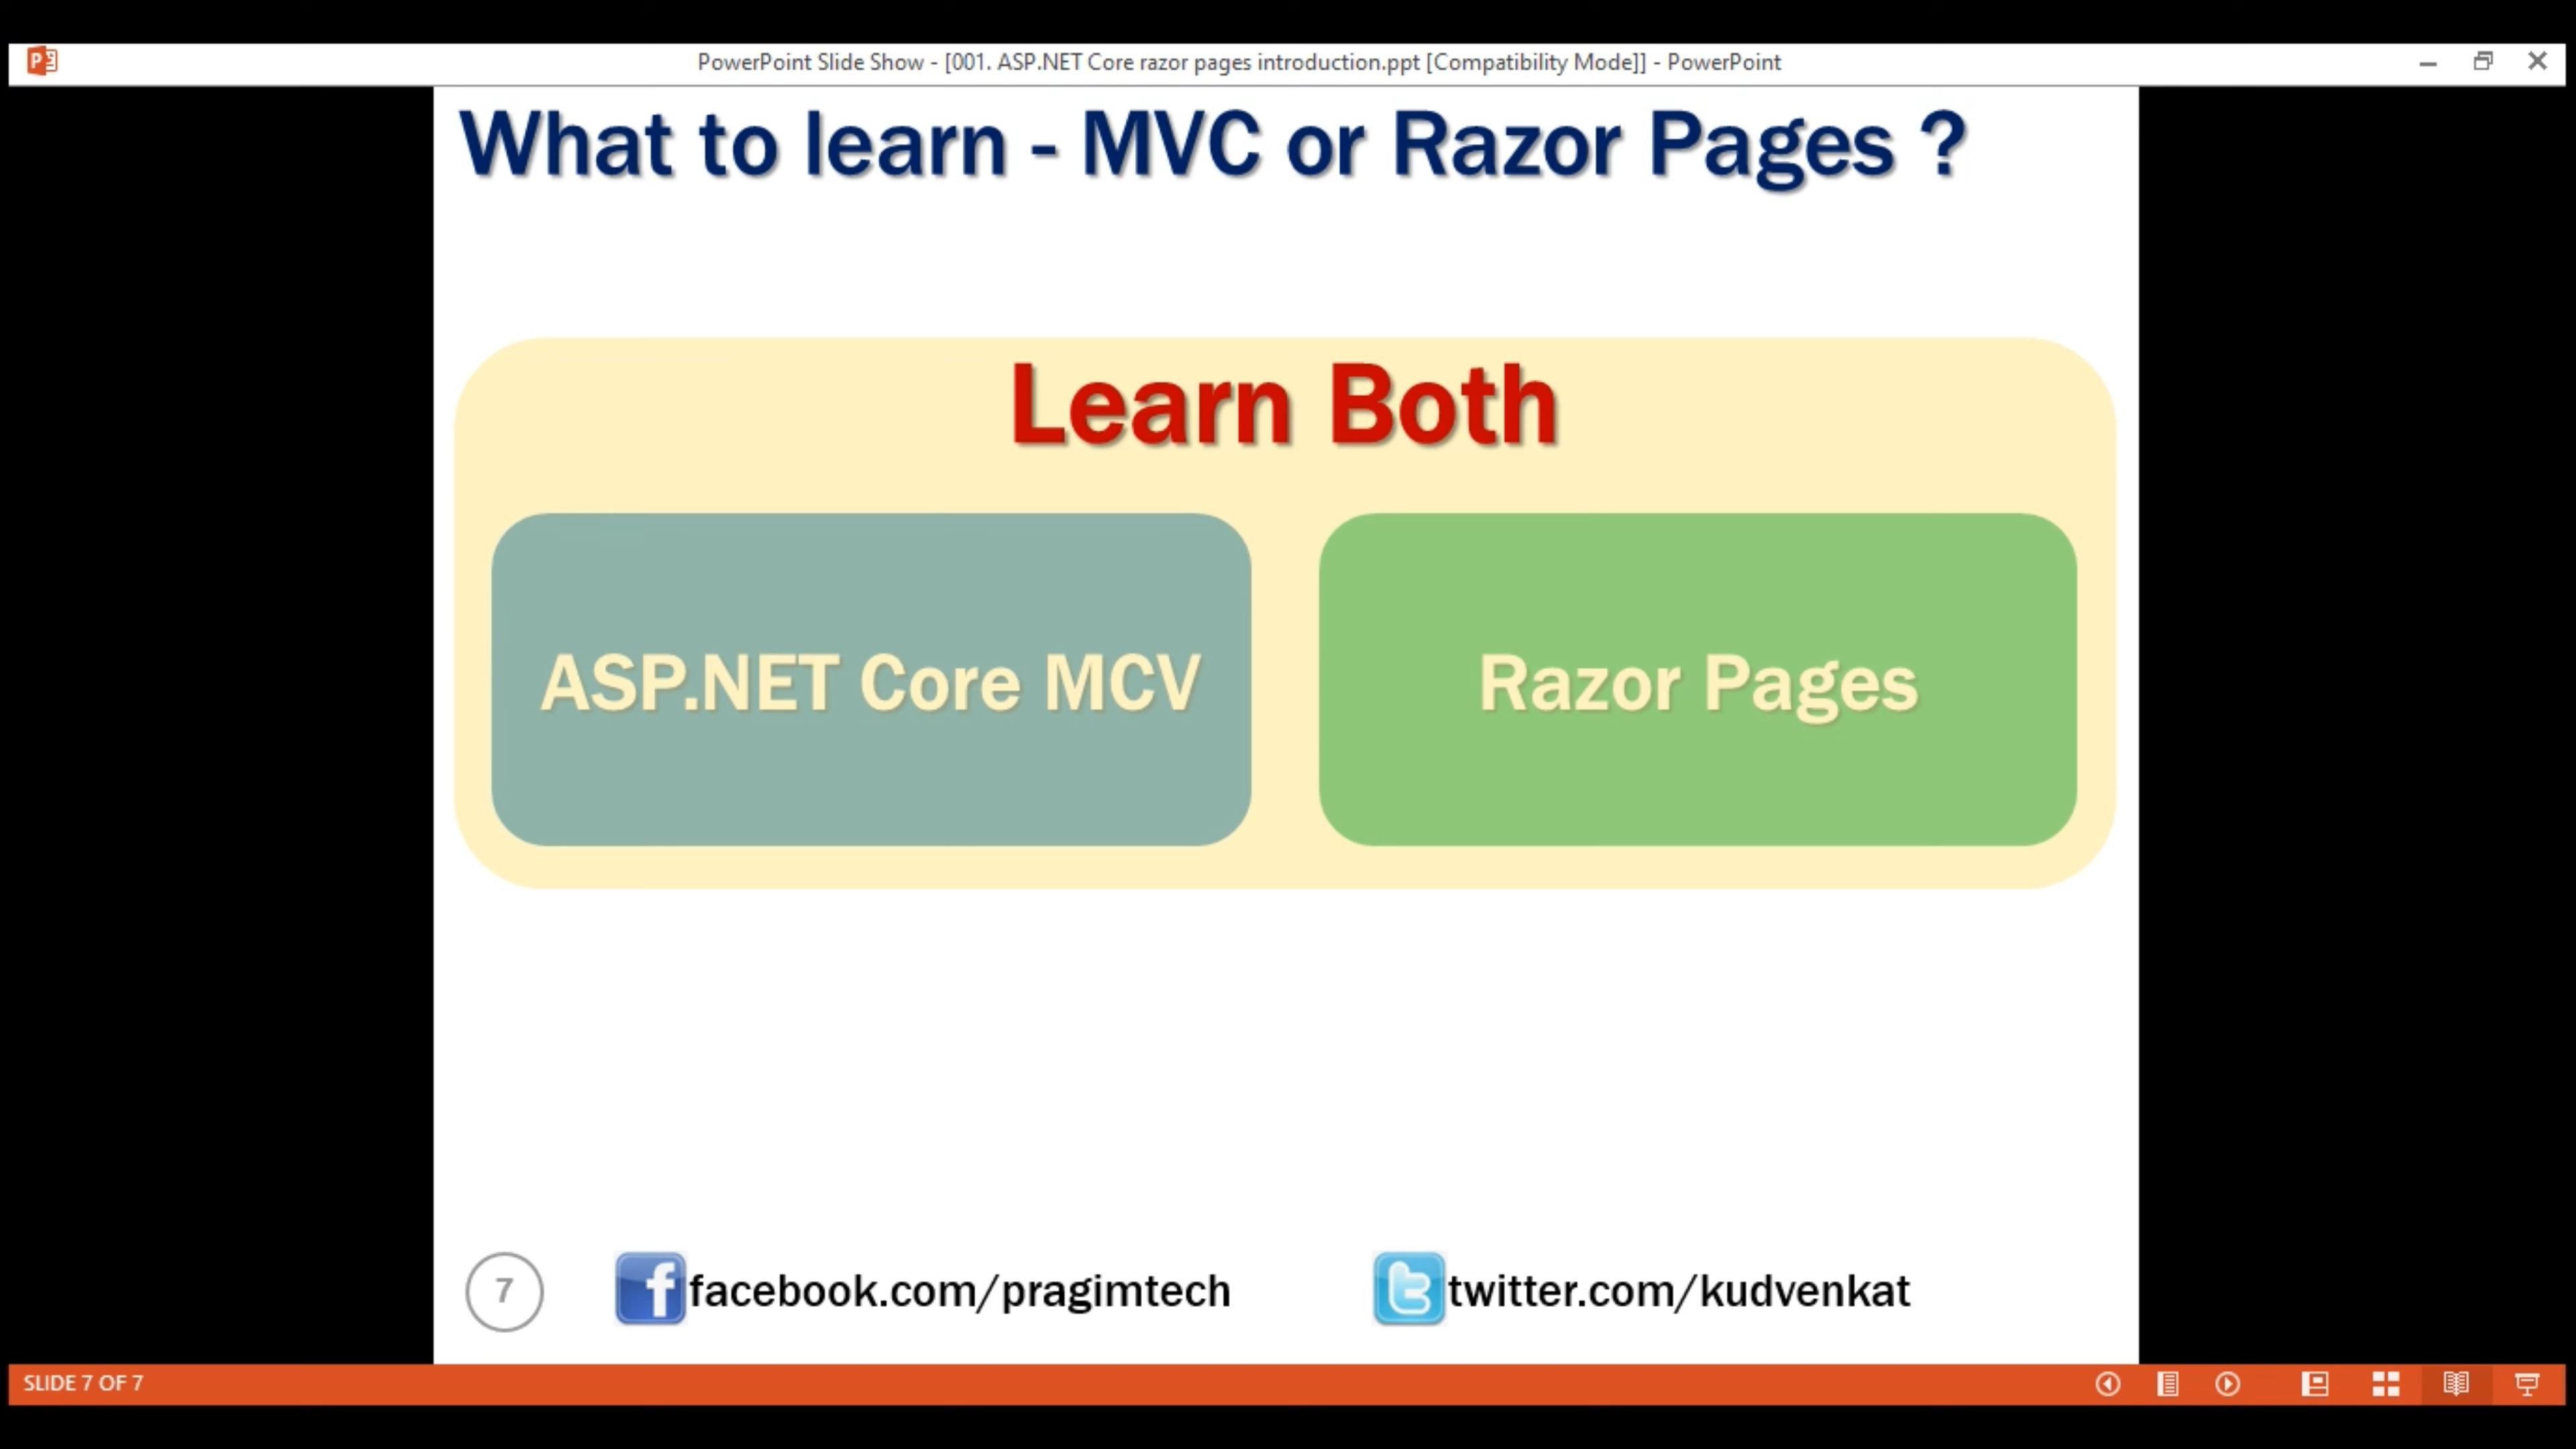 PowerPoint Slide Show - [001. ASP.NET Core razor pages introduction.ppt [Compatibility Mode]] - PowerPoint
What to learn - MVC or Razor Pages ?
Learn Both
ASP.NET Core MCV
Razor Pages
7
facebook.com/pragimtech
twitter.com/kudvenkat
SLIDE 7 OF 7